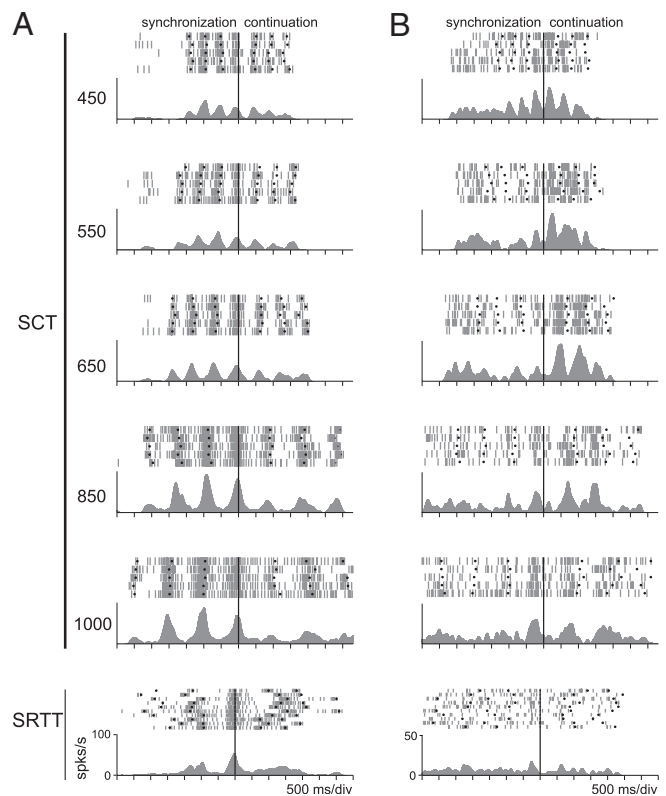 A
B
synchronization continuation
synchronization continuation
450
550
SCT
650
850
1000
SRTT
100
0
spks/s
50
0
500 ms/div
500 ms/div